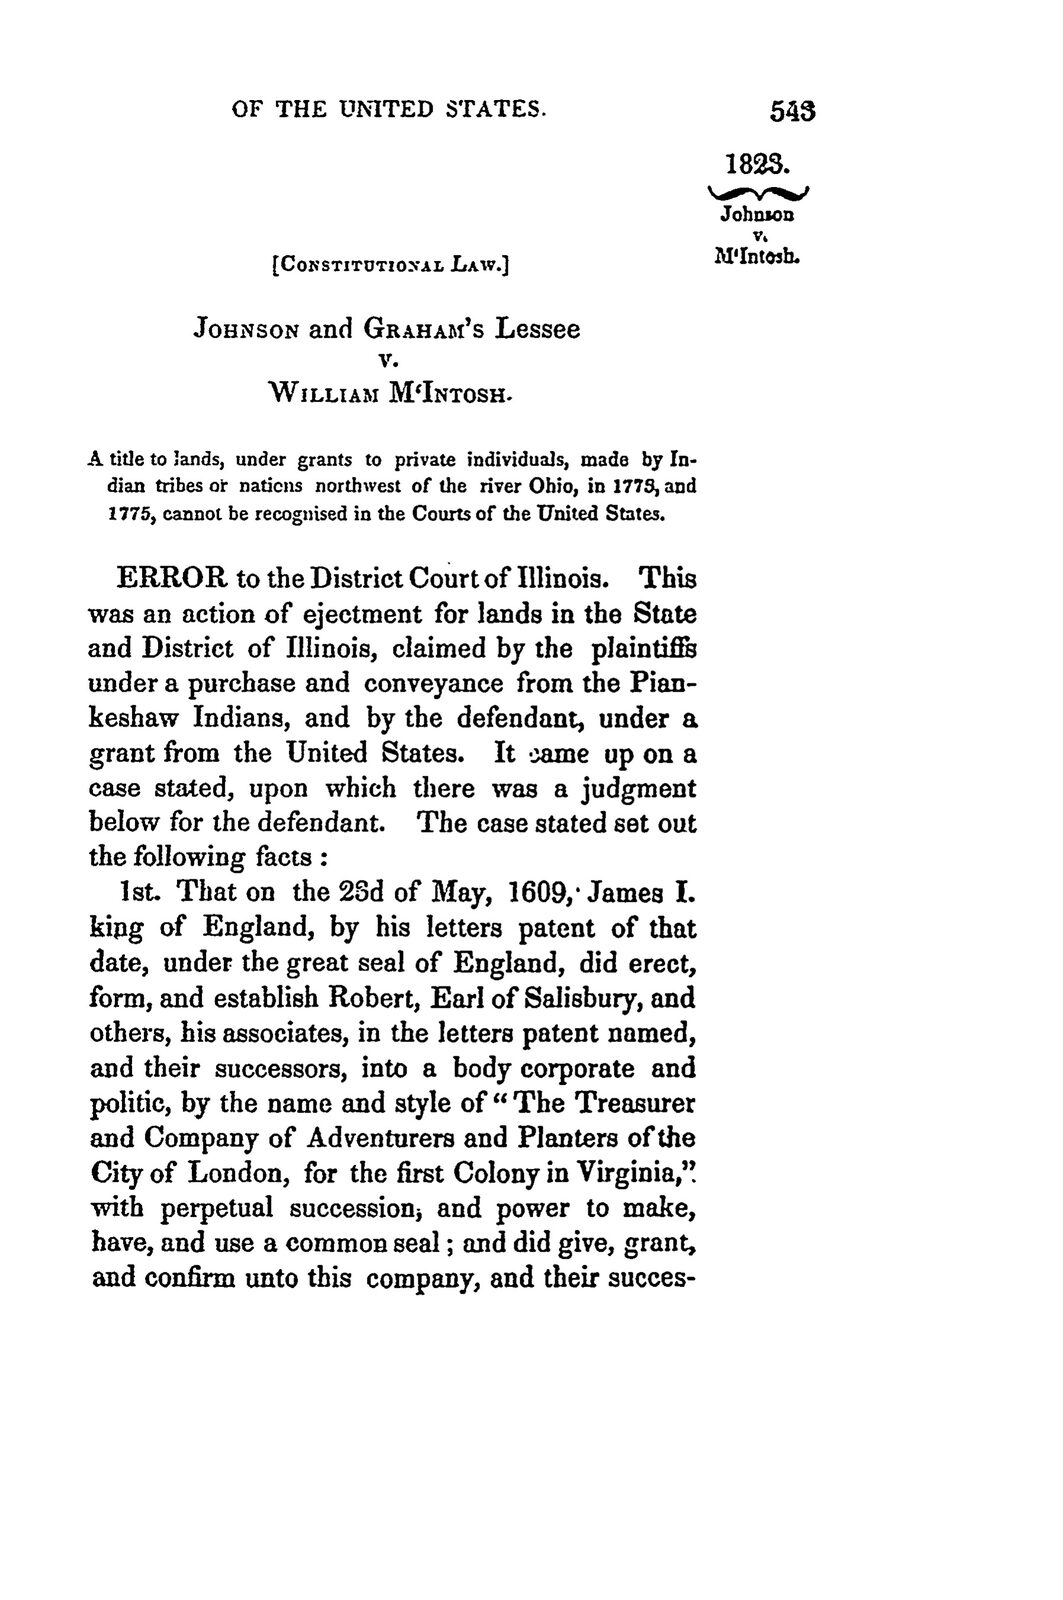 OF THE UNITED STATES. 543
1823.
Johnson
v.
M'Intosh.
[CONSTITUTIONAL LAW.]
JOHNSON and GRAHAM'S Lessee
v.
WILLIAM M'INTOSH.
A title to lands, under grants to private individuals, made by In-
dian tribes or nations northwest of the river Ohio, in 1773, and
1775, cannot be recognised in the Courts of the United States.
ERROR to the District Court of Illinois. This
was an action of ejectment for lands in the State
and District of Illinois, claimed by the plaintiffs
under a purchase and conveyance from the Pian-
keshaw Indians, and by the defendant, under a
grant from the United States. It came up on a
case stated, upon which there was a judgment
below for the defendant. The case stated set out
the following facts :
1st. That on the 23d of May, 1609, James I.
king of England, by his letters patent of that
date, under the great seal of England, did erect,
form, and establish Robert, Earl of Salisbury, and
others, his associates, in the letters patent named,
and their successors, into a body corporate and
politic, by the name and style of “ The Treasurer
and Company of Adventurers and Planters of the
City of London, for the first Colony in Virginia,”
with perpetual succession, and power to make,
have, and use a common seal ; and did give, grant,
and confirm unto this company, and their succes-